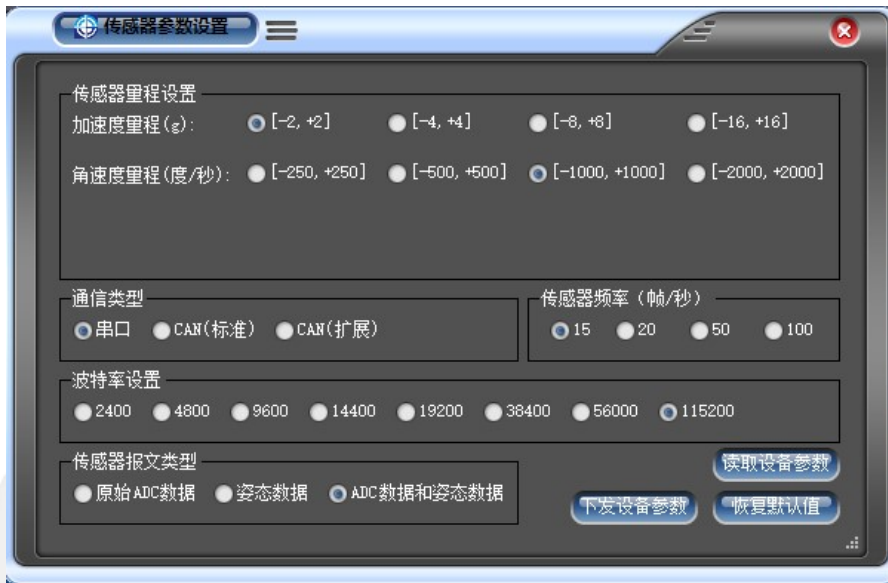 传感器参数设置
传感器量程设置
加速度量程(g): [-2, +2] [-4, +4] [-8, +8] [-16, +16]
角速度量程(度/秒): [-250, +250] [-500, +500] [-1000, +1000] [-2000, +2000]
通信类型 传感器频率 (帧/秒)
串口 CAN(标准) CAN(扩展) 15 20 50 100
波特率设置
2400 4800 9600 14400 19200 38400 56000 115200
传感器报文类型
读取设备参数
原始ADC数据 姿态数据 ADC数据和姿态数据
下发设备参数 恢复默认值